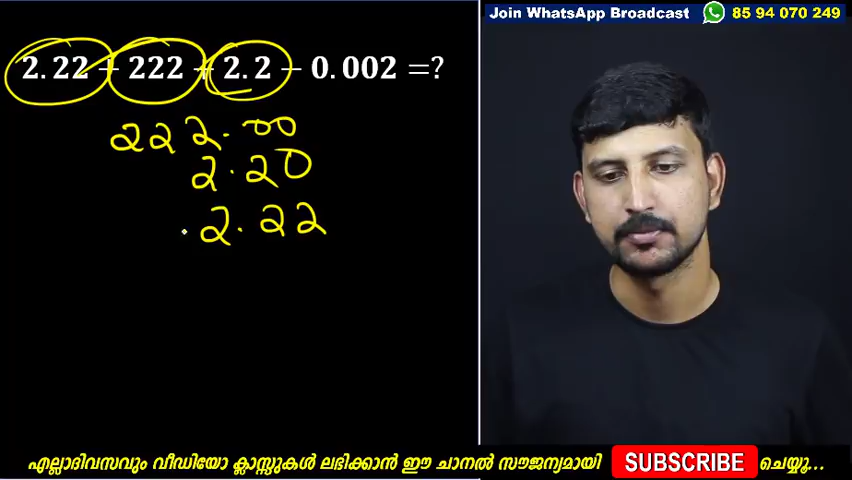 Join WhatsApp Broadcast 85 94 070 249
2.22 + 222 + 2.2 − 0.002 =?
222.00
2.20
2.22
എല്ലാദിവസവും വീഡിയോ ക്ലാസ്സുകൾ ലഭിക്കാൻ ഈ ചാനൽ സൗജന്യമായി SUBSCRIBE ചെയ്യൂ...